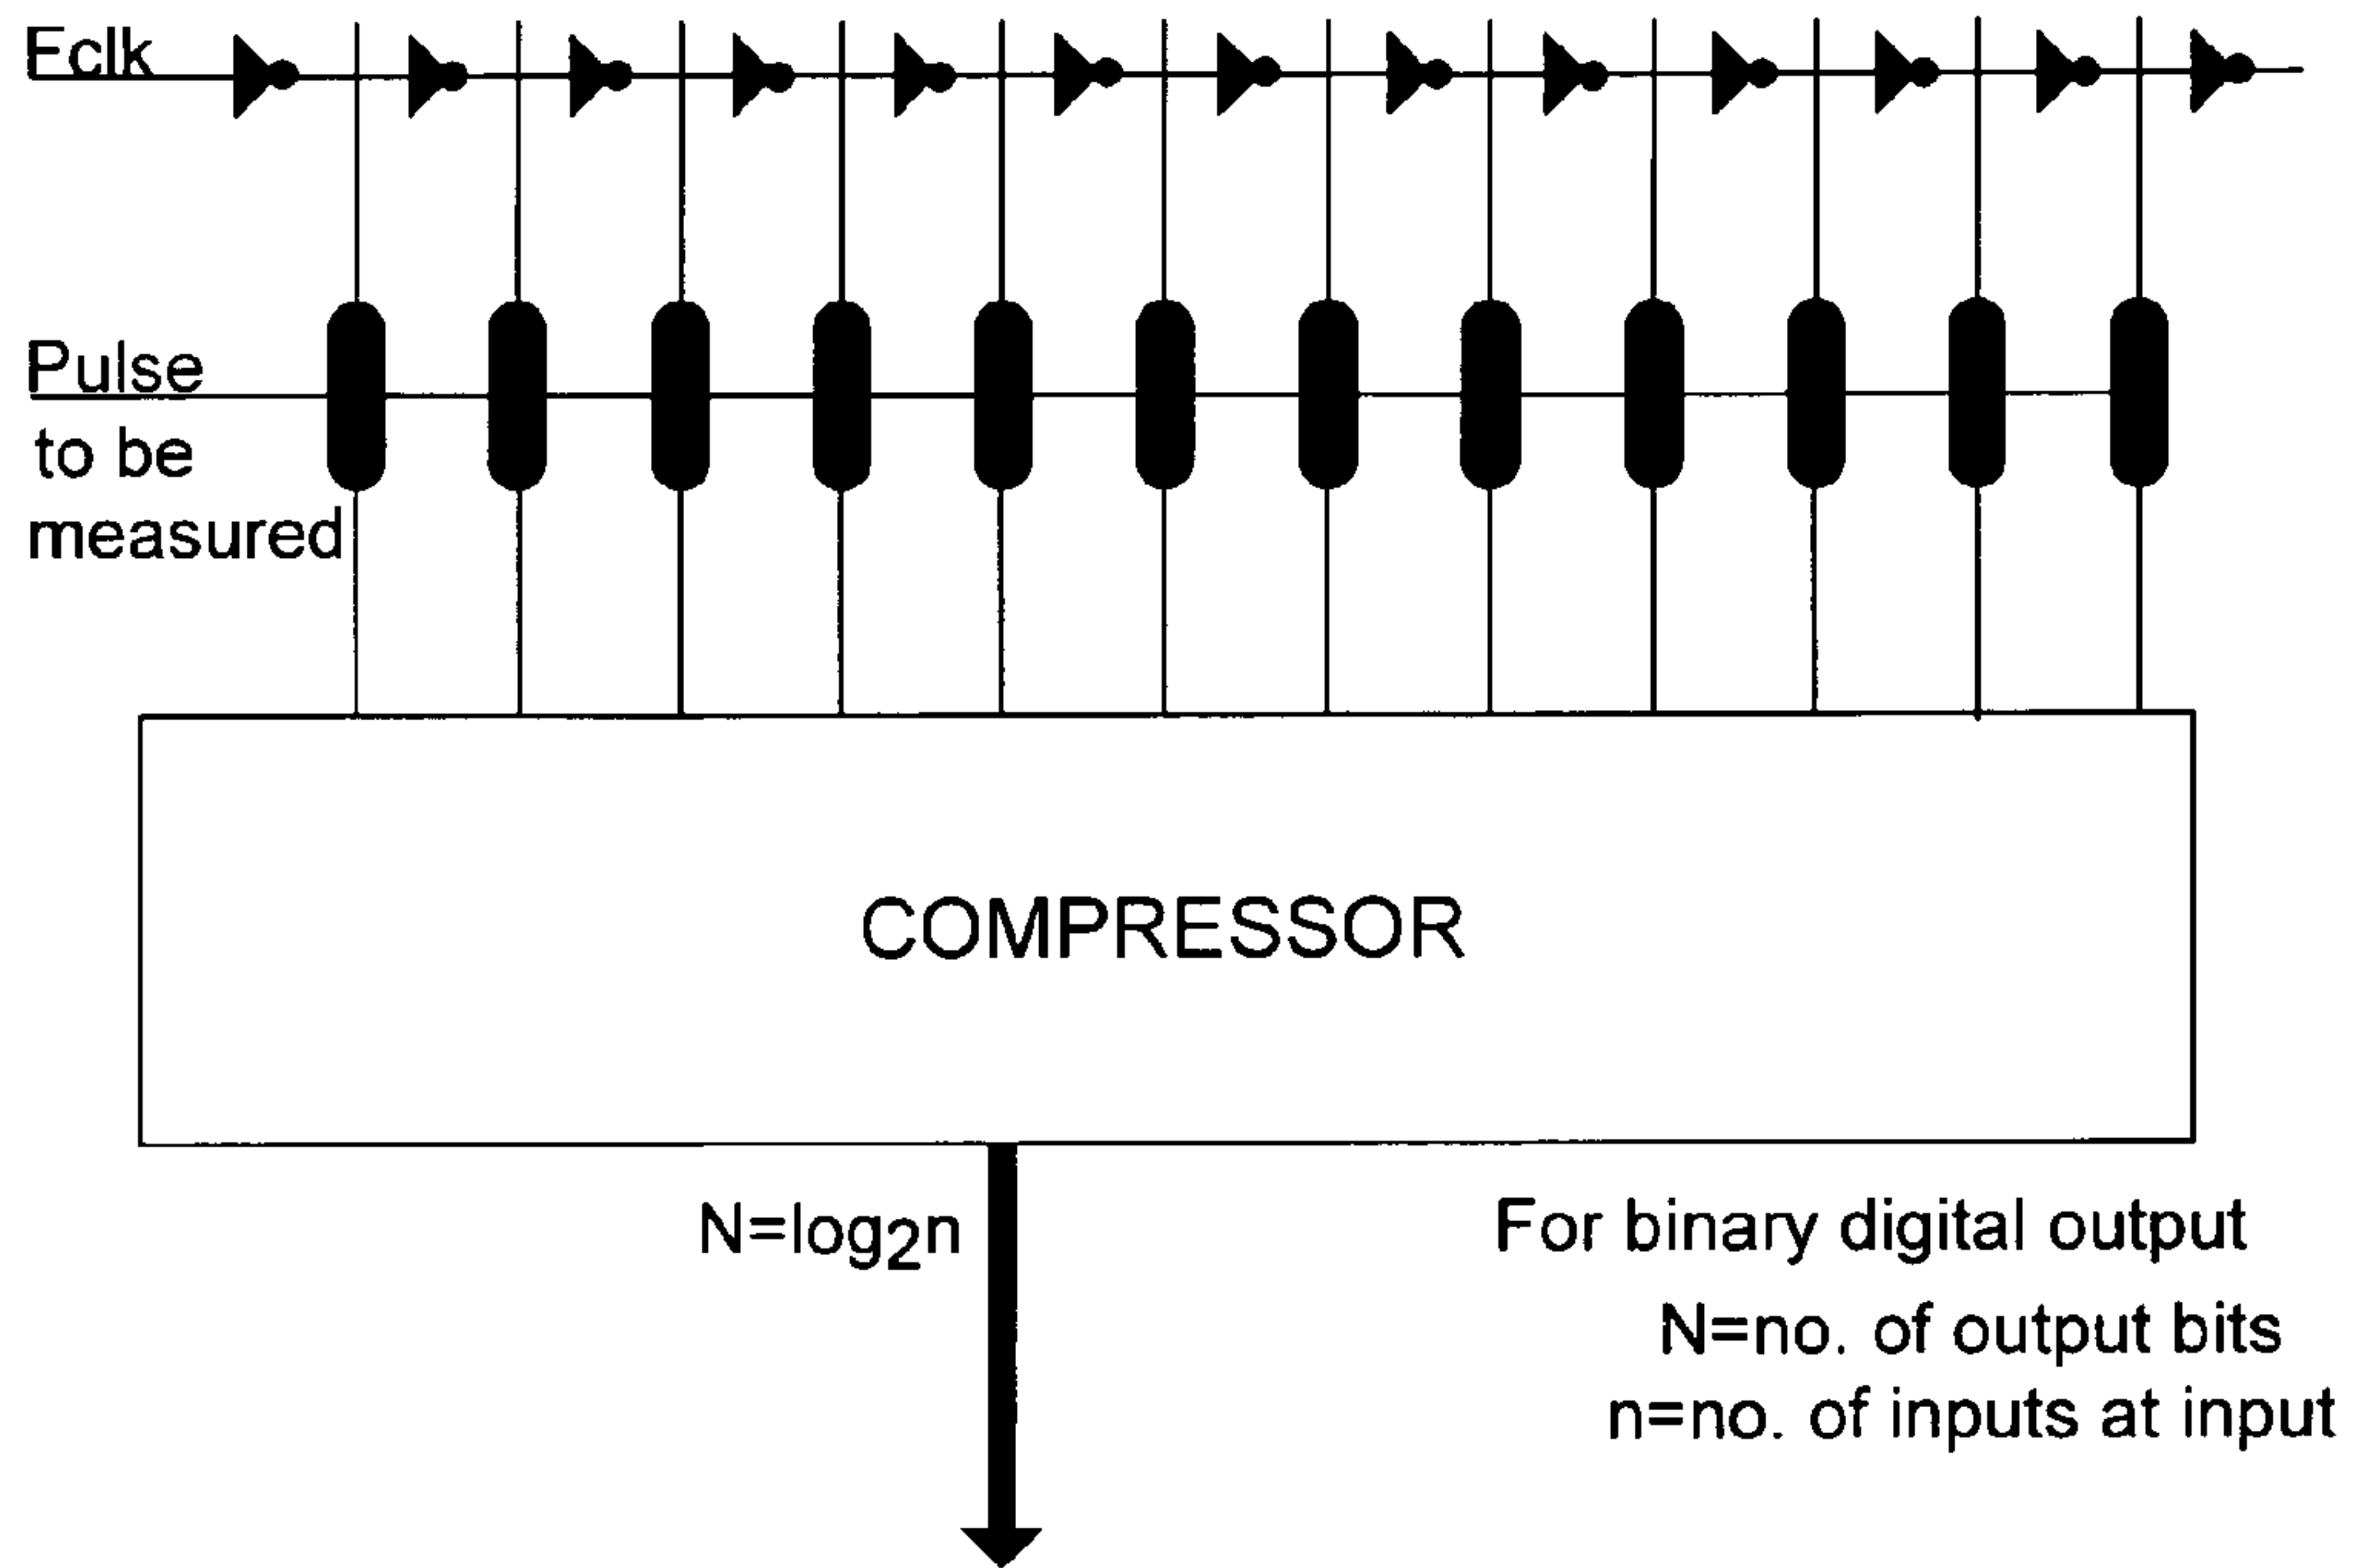 Fclk
Pulse
to be
measured
COMPRESSOR
N=log₂n
For binary digital output
N=no. of output bits
n=no. of inputs at input